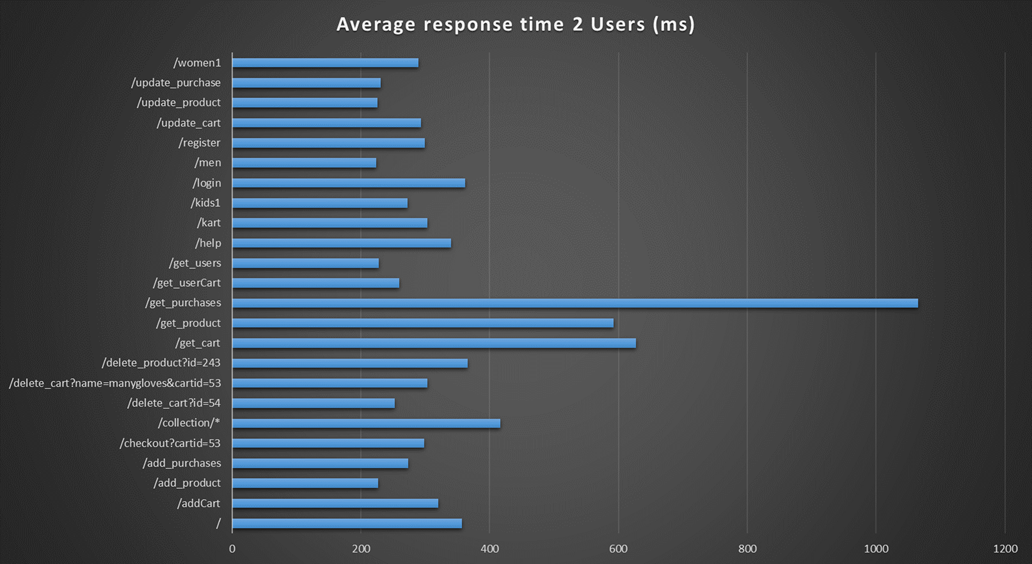 Average response time 2 Users (ms)
/women1
/update_purchase
/update_product
/update_cart
/register
/men
/login
/kids1
/kart
/help
/get_users
/get_userCart
/get_purchases
/get_product
/get_cart
/delete_product?id=243
/delete_cart?name=manygloves&cartid=53
/delete_cart?id=54
/collection/*
/checkout?cartid=53
/add_purchases
/add_product
/addCart
/
0 200 400 600 800 1000 1200